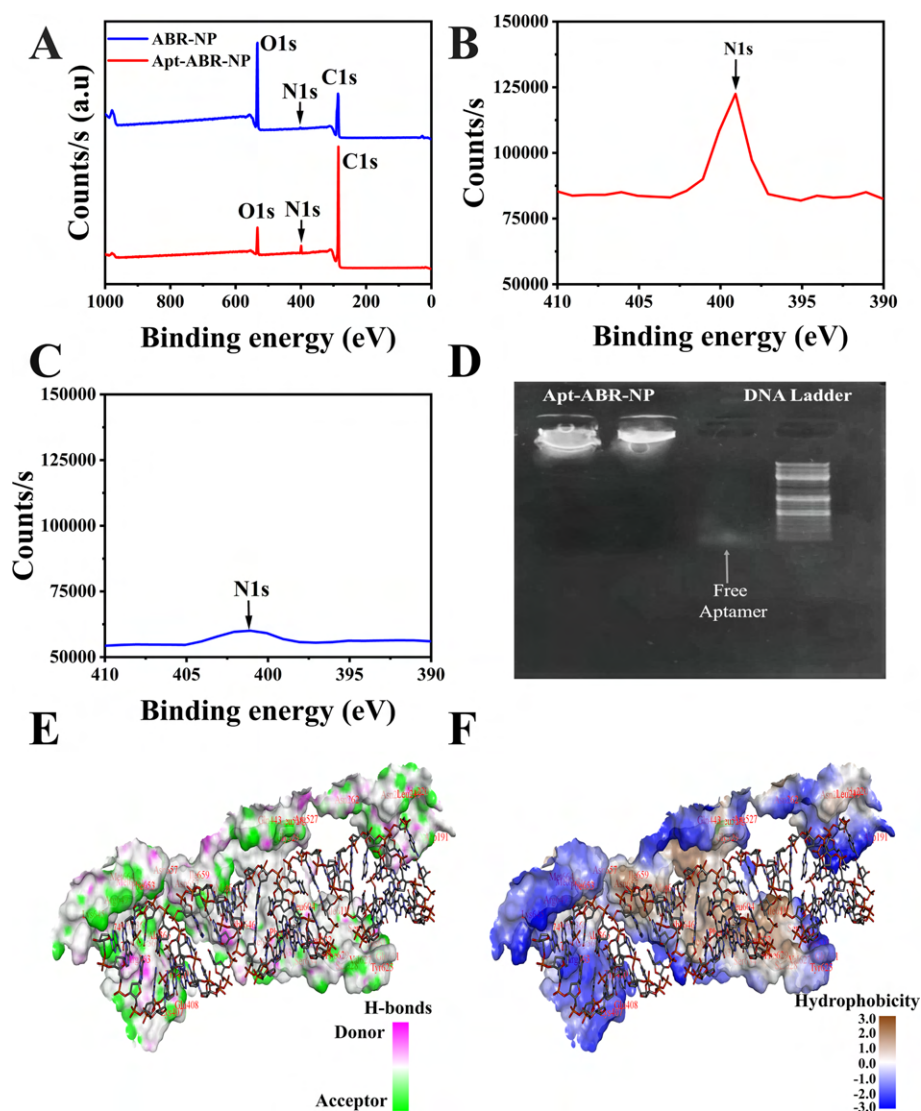 A
ABR-NP
Apt-ABR-NP
O1s
N1s
C1s
C1s
O1s
N1s
Counts/s (a.u)
1000 800 600 400 200 0
Binding energy (eV)
B
150000
125000
100000
75000
50000
N1s
Counts/s
410 405 400 395 390
Binding energy (eV)
C
150000
125000
100000
75000
50000
N1s
Counts/s
410 405 400 395 390
Binding energy (eV)
D
Apt-ABR-NP DNA Ladder
Free
Aptamer
E
H-bonds
Donor
Acceptor
F
Hydrophobicity
3.0
2.0
1.0
0.0
-1.0
-2.0
-3.0